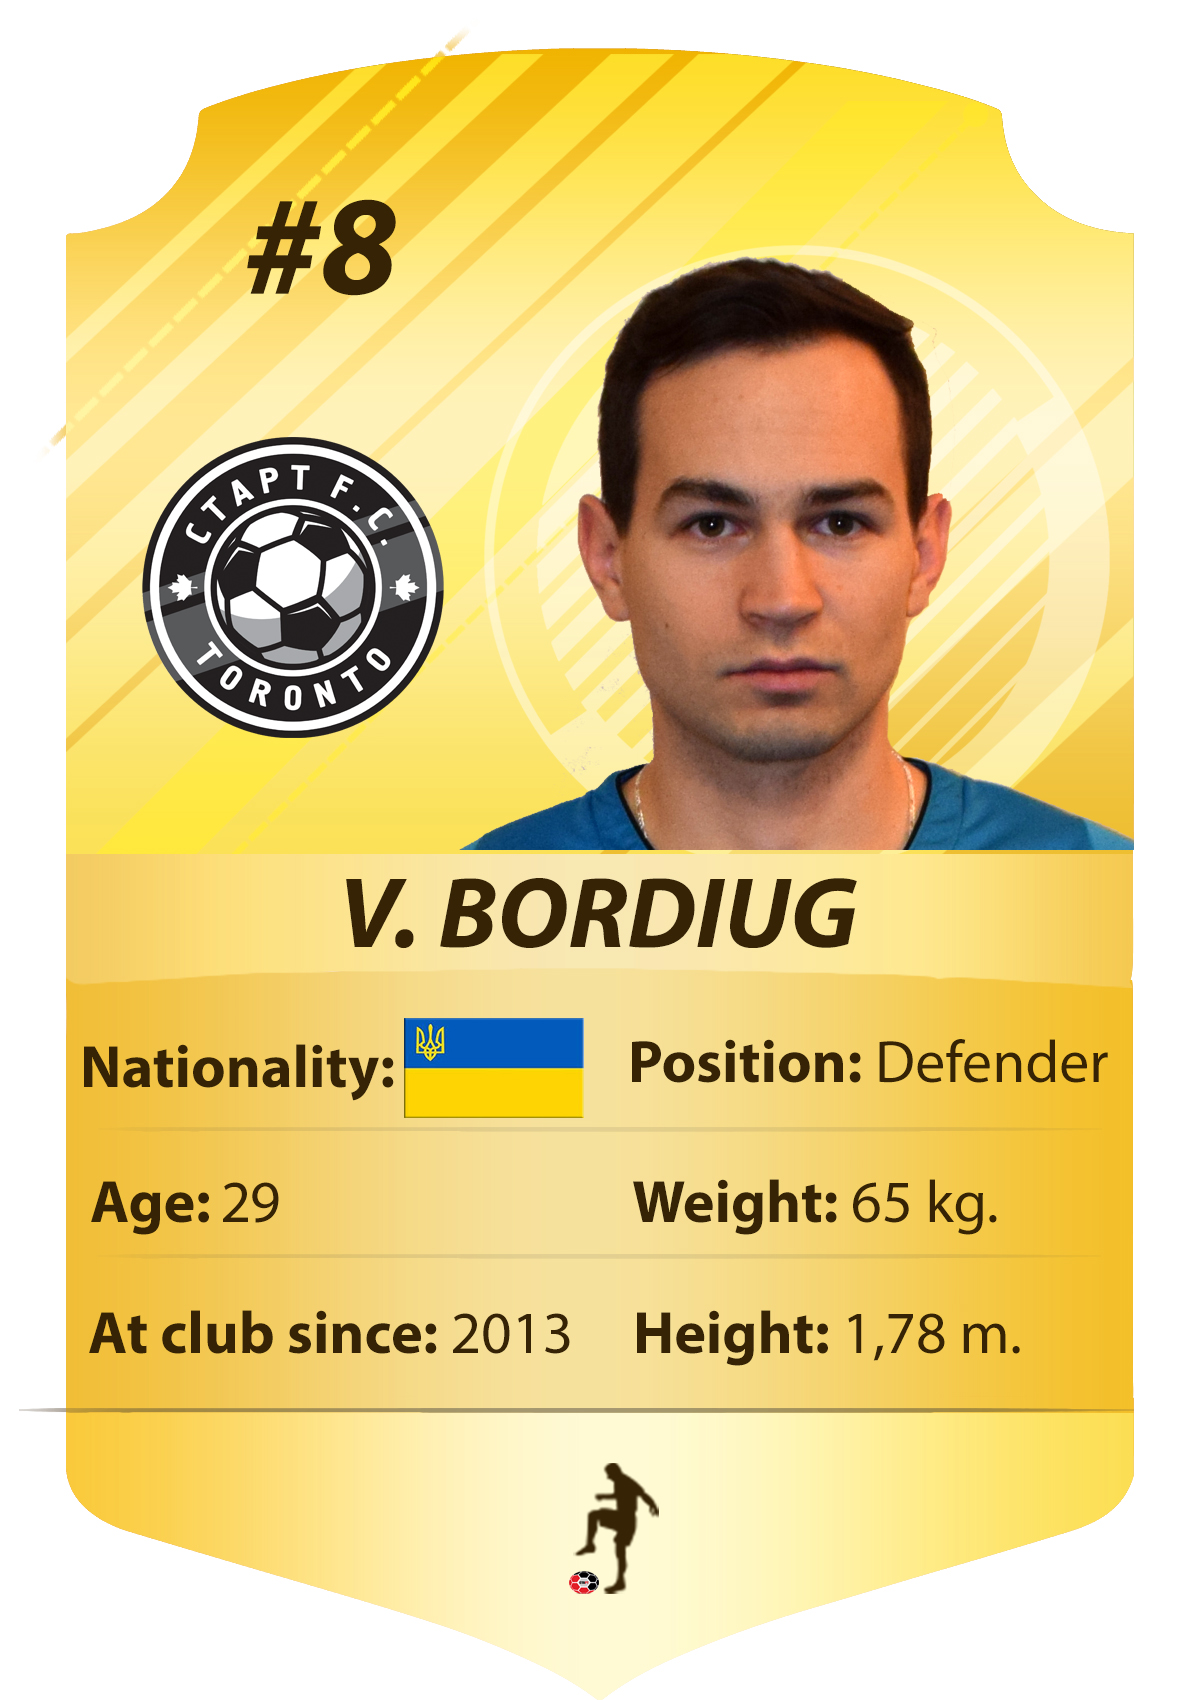 #8
СТАРТ F.C.
TORONTO
V. BORDIUG
Nationality:
Position: Defender
Age: 29
Weight: 65 kg.
At club since: 2013
Height: 1,78 m.